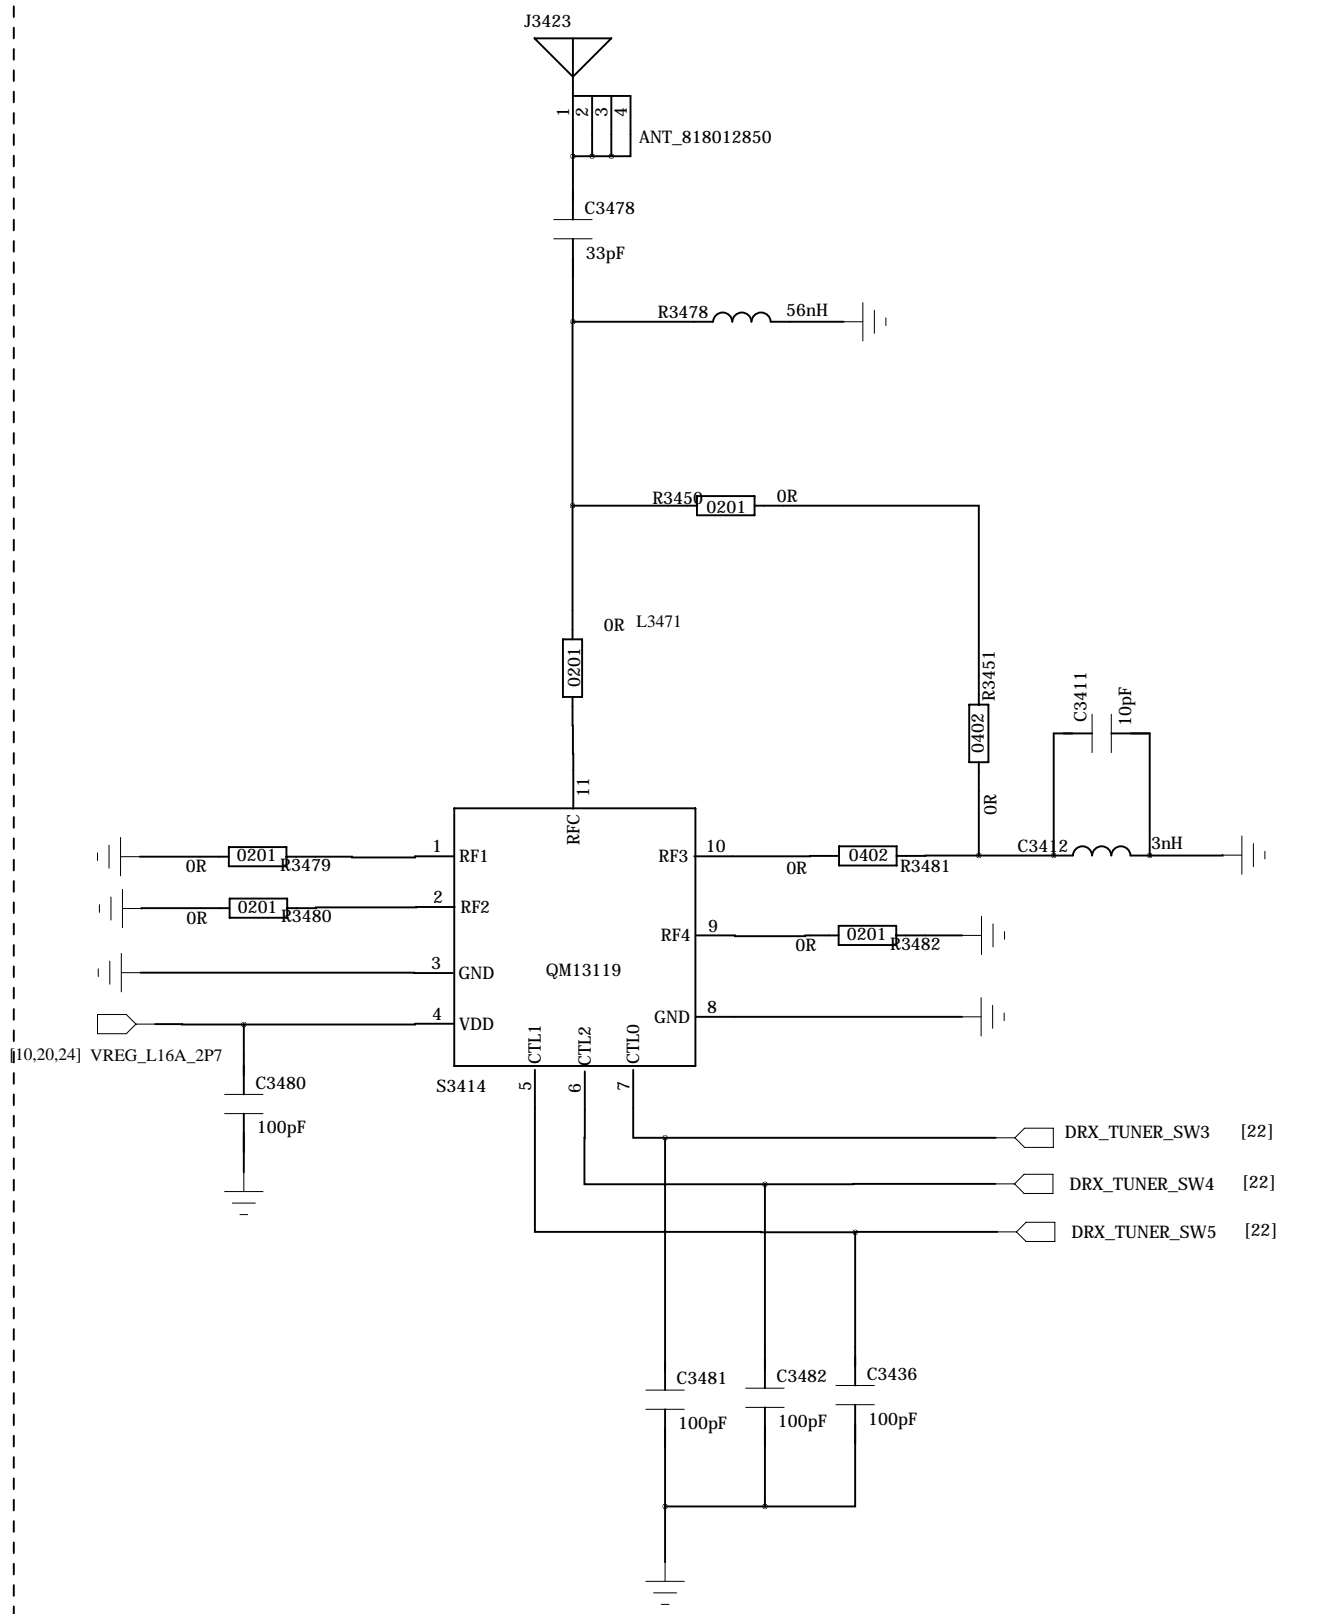 J3423
1
2
3
4
ANT_818012850
C3478
33pF
R3478
56nH
R3450
0201
0R
0R
L3471
0201
R3451
0402
0R
C3411
10pF
11
RFC
1
RF1
0201
0R
R3479
2
RF2
0201
0R
R3480
3
GND
4
VDD
[10,20,24] VREG_L16A_2P7
C3480
100pF
QM13119
S3414
10
RF3
0402
0R
R3481
C3412
3nH
9
RF4
0201
0R
R3482
8
GND
CTL1
CTL2
CTL0
5
6
7
DRX_TUNER_SW3 [22]
DRX_TUNER_SW4 [22]
DRX_TUNER_SW5 [22]
C3481
100pF
C3482
100pF
C3436
100pF